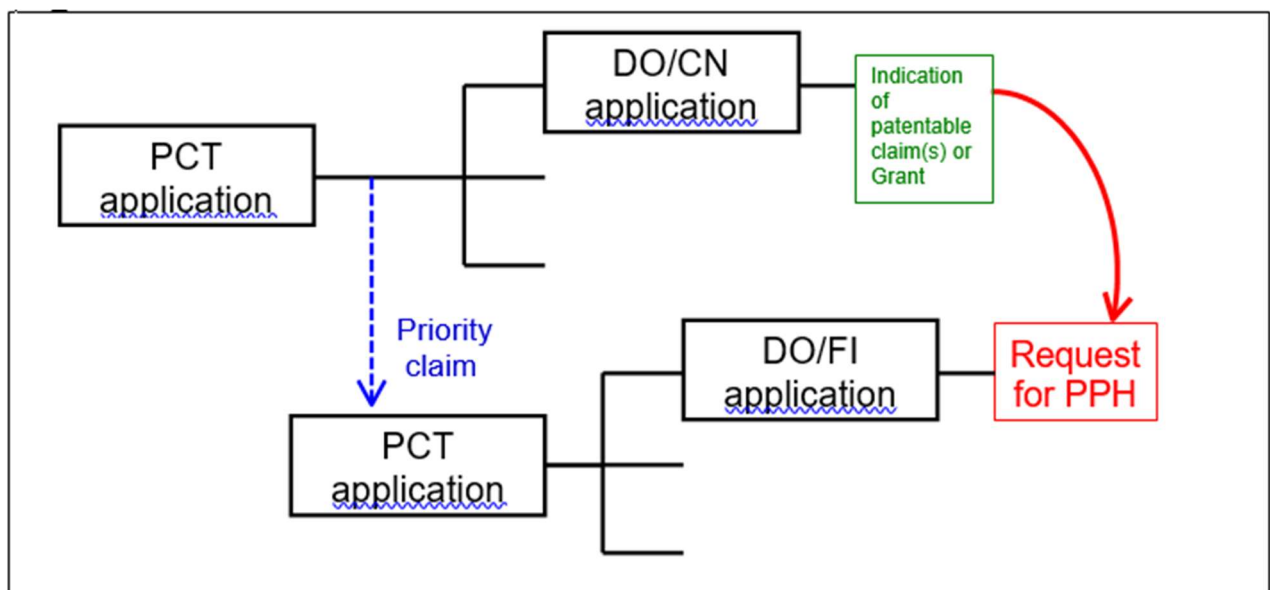 DO/CN
application
Indication
of
patentable
claim(s) or
Grant
PCT
application
Priority
claim
DO/FI
application
Request
for PPH
PCT
application